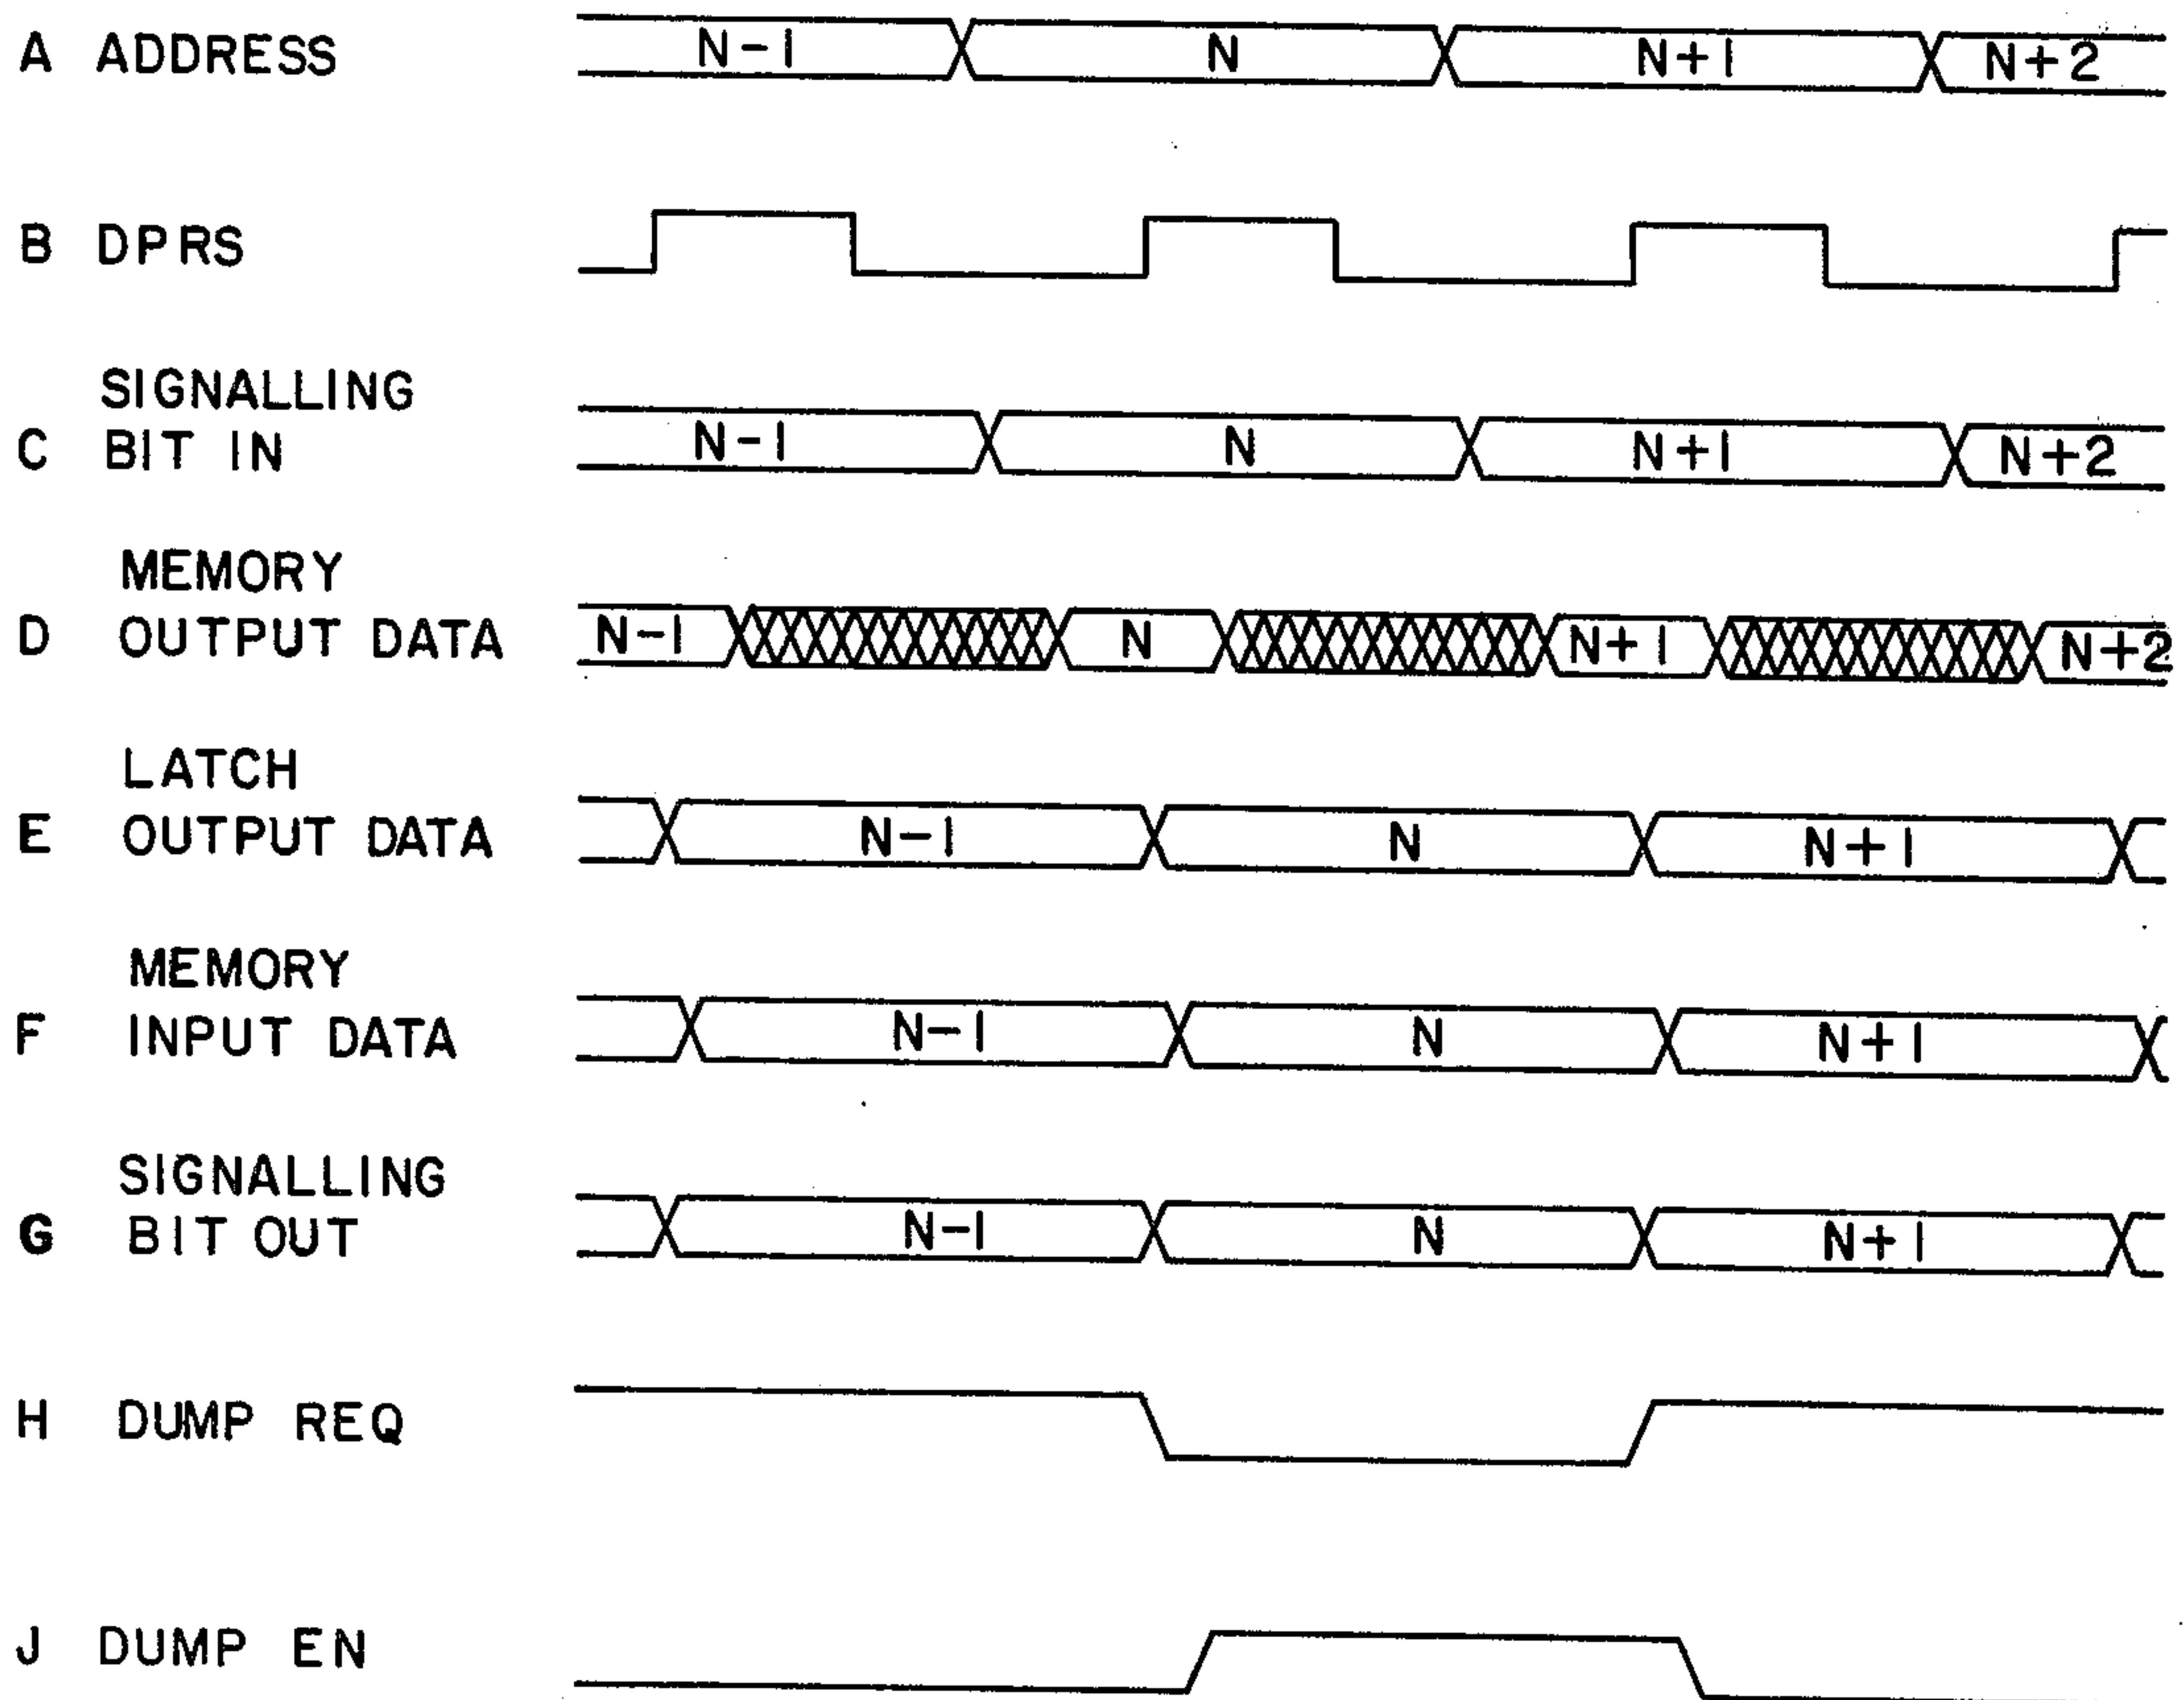 A ADDRESS N-1 N N+1 N+2
B DPRS
SIGNALLING
C BIT IN N-1 N N+1 N+2
MEMORY
D OUTPUT DATA N-1 N N+1 N+2
LATCH
E OUTPUT DATA N-1 N N+1
MEMORY
F INPUT DATA N-1 N N+1
SIGNALLING
G BIT OUT N-1 N N+1
H DUMP REQ
J DUMP EN